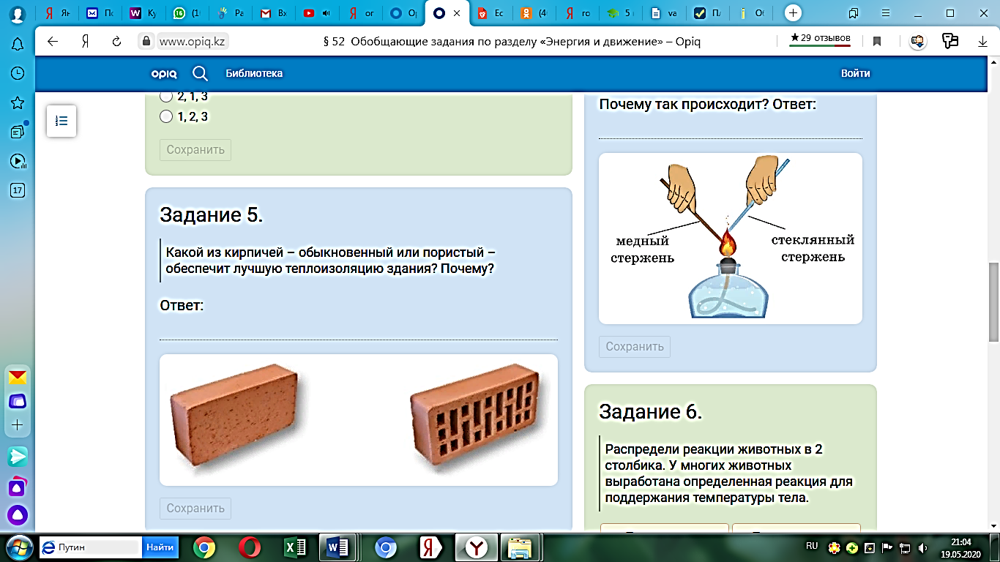 Ян
По
W Ку
16 (1
Ра
M Вх
Я ог
Ор
Ес
(4
Я го
5 і
va
Пл
Об
Я
www.opiq.kz
§ 52 Обобщающие задания по разделу «Энергия и движение» – Opiq
★29 отзывов
opiq
Библиотека
Войти
17
2, 1, 3
1, 2, 3
Сохранить
Задание 5.
Какой из кирпичей – обыкновенный или пористый –
обеспечит лучшую теплоизоляцию здания? Почему?
Ответ:
Сохранить
Почему так происходит? Ответ:
медный
стержень
стеклянный
стержень
Сохранить
Задание 6.
Распредели реакции животных в 2
столбика. У многих животных
выработана определенная реакция для
поддержания температуры тела.
Путин
Найти
RU
21:04
19.05.2020